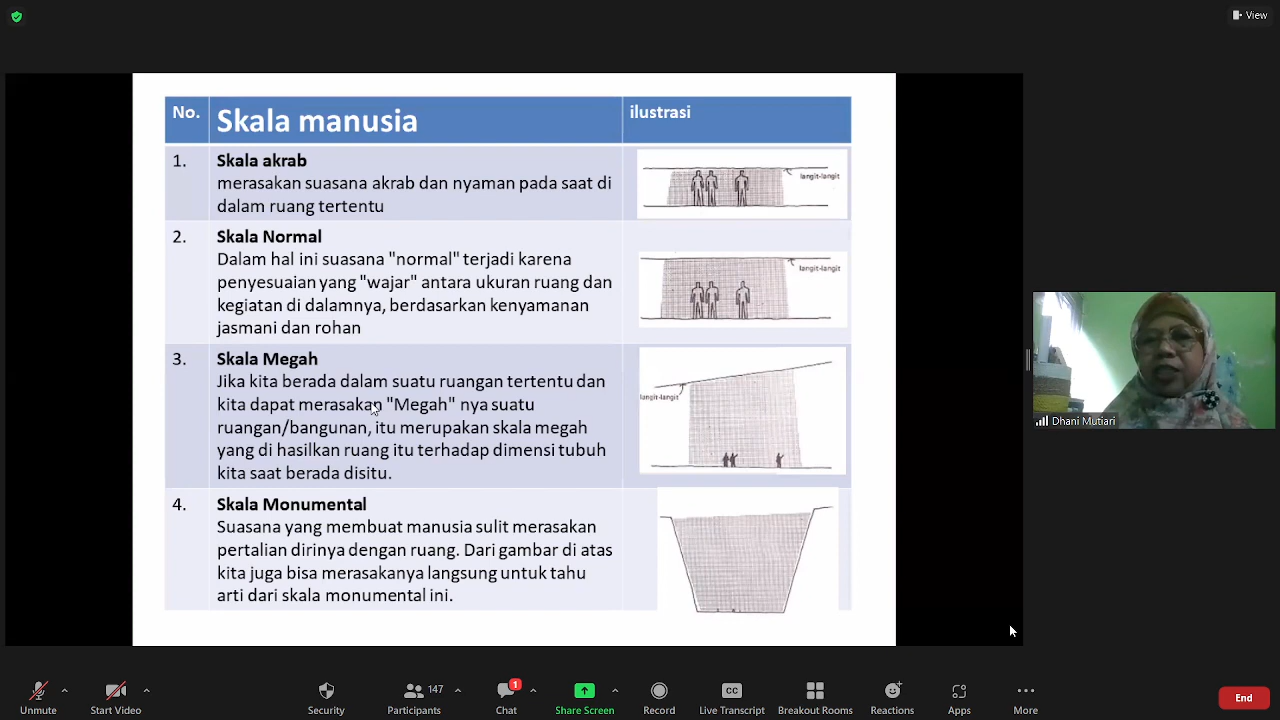 View
No.
Skala manusia
ilustrasi
1.
Skala akrab
merasakan suasana akrab dan nyaman pada saat di
dalam ruang tertentu
langit-langit
2.
Skala Normal
Dalam hal ini suasana "normal" terjadi karena
penyesuaian yang "wajar" antara ukuran ruang dan
kegiatan di dalamnya, berdasarkan kenyamanan
jasmani dan rohan
langit-langit
3.
Skala Megah
Jika kita berada dalam suatu ruangan tertentu dan
kita dapat merasakan "Megah" nya suatu
ruangan/bangunan, itu merupakan skala megah
yang di hasilkan ruang itu terhadap dimensi tubuh
kita saat berada disitu.
langit-langit
4.
Skala Monumental
Suasana yang membuat manusia sulit merasakan
pertalian dirinya dengan ruang. Dari gambar di atas
kita juga bisa merasakanya langsung untuk tahu
arti dari skala monumental ini.
Dhani Mutiari
Unmute
Start Video
Security
147
Participants
1
Chat
Share Screen
Record
CC
Live Transcript
Breakout Rooms
Reactions
Apps
More
End